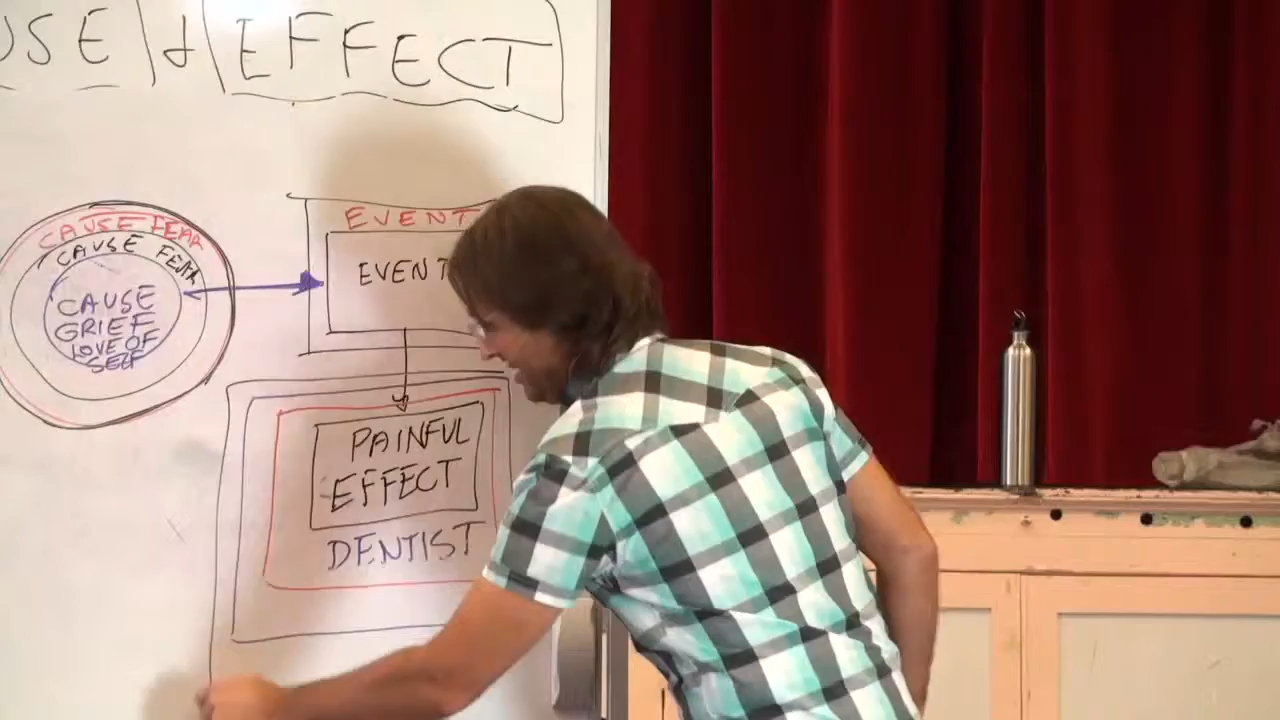 USE & EFFECT
CAUSE FEAR
CAUSE FEAR
CAUSE
GRIEF
LOVE OF
SELF
EVENT
EVENT
PAINFUL
EFFECT
DENTIST